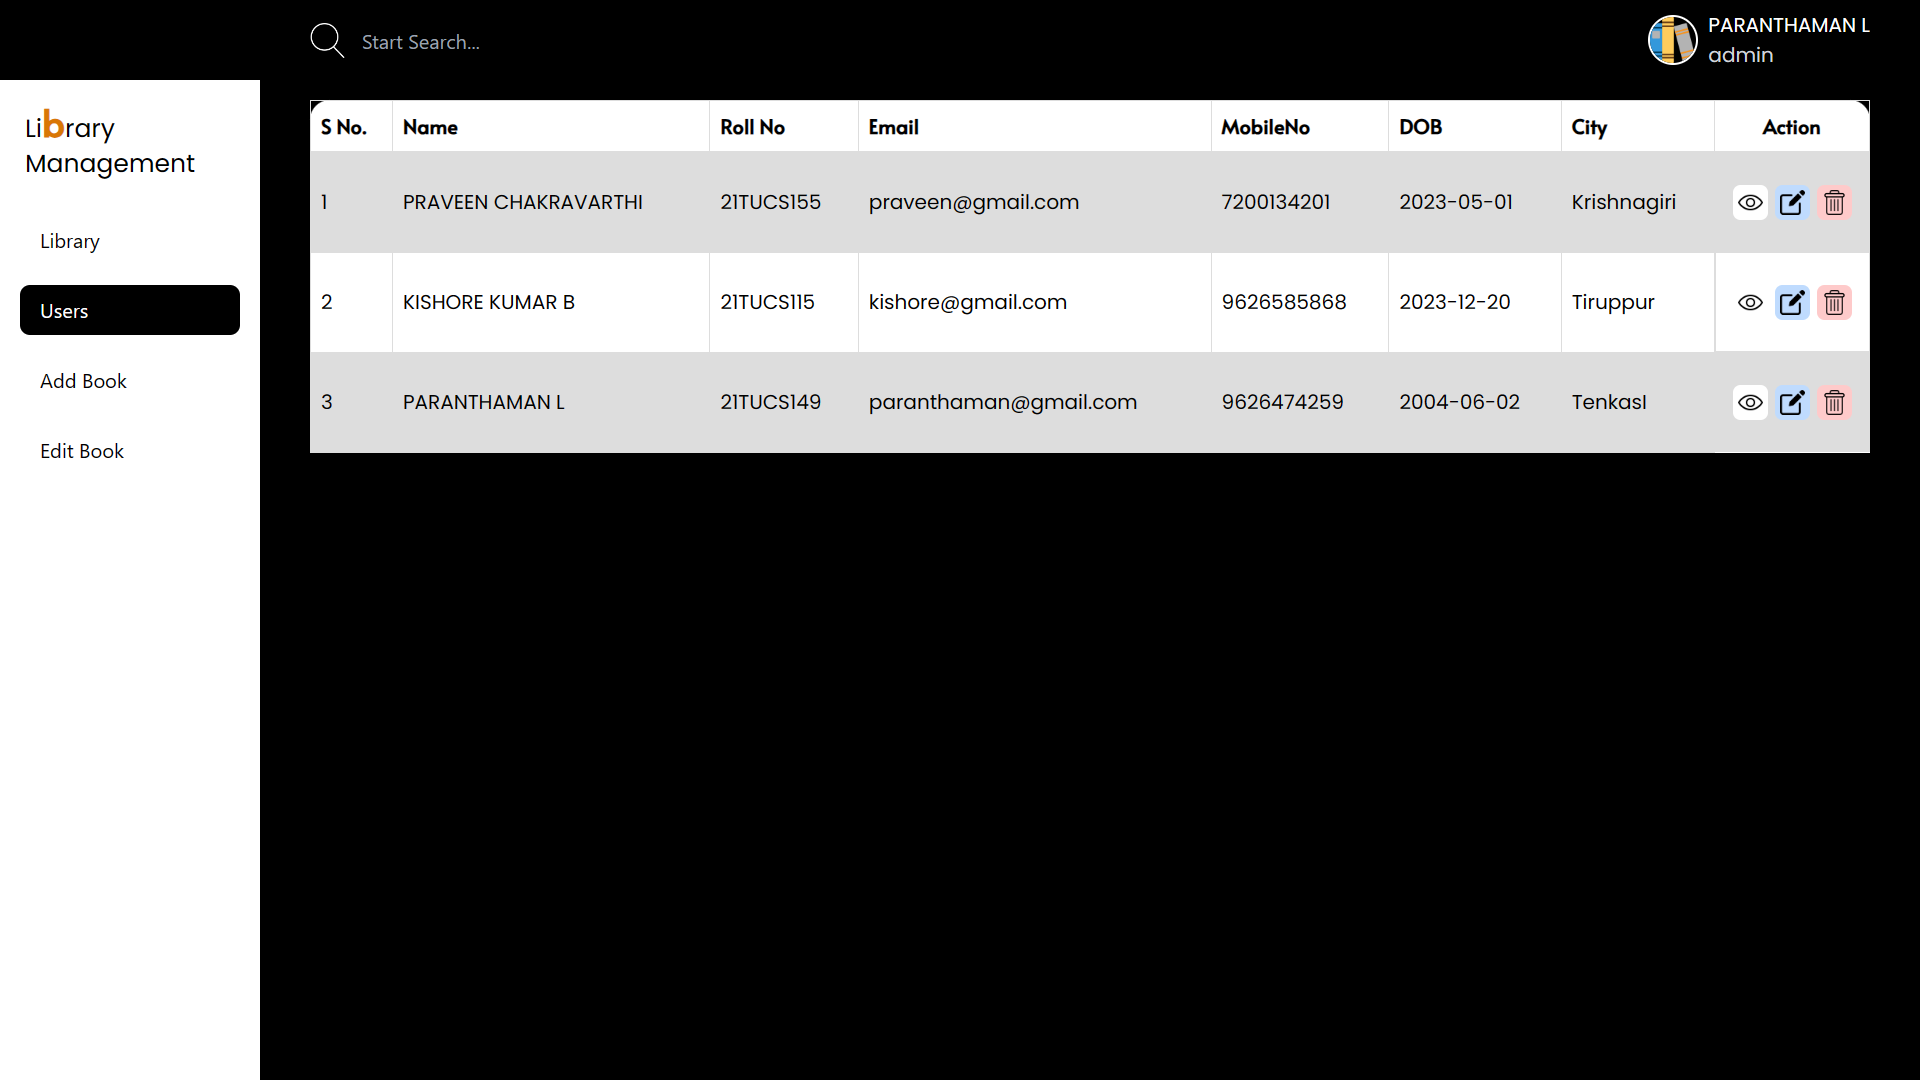 Start Search...
PARANTHAMAN L
admin
Library
Management
Library
Users
Add Book
Edit Book
S No. Name Roll No Email MobileNo DOB City Action
1 PRAVEEN CHAKRAVARTHI 21TUCS155 praveen@gmail.com 7200134201 2023-05-01 Krishnagiri
2 KISHORE KUMAR B 21TUCS115 kishore@gmail.com 9626585868 2023-12-20 Tiruppur
3 PARANTHAMAN L 21TUCS149 paranthaman@gmail.com 9626474259 2004-06-02 TenkasI